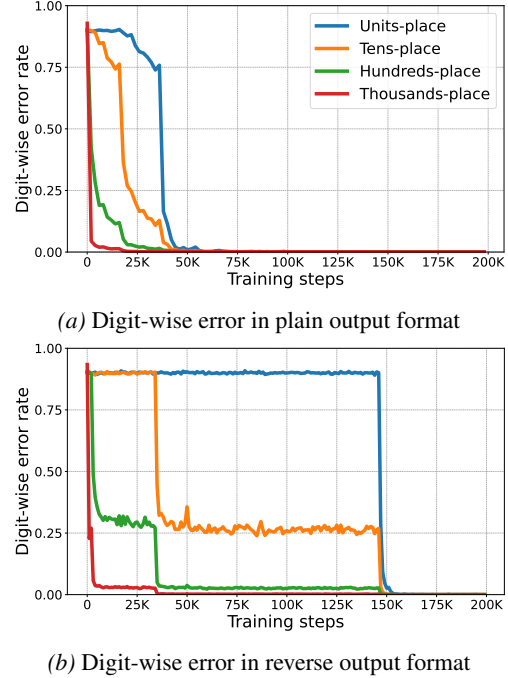 1.00
0.75
0.50
0.25
0.00
Digit-wise error rate
Units-place
Tens-place
Hundreds-place
Thousands-place
0 25K 50K 75K 100K 125K 150K 175K 200K
Training steps
(a) Digit-wise error in plain output format
1.00
0.75
0.50
0.25
0.00
Digit-wise error rate
0 25K 50K 75K 100K 125K 150K 175K 200K
Training steps
(b) Digit-wise error in reverse output format